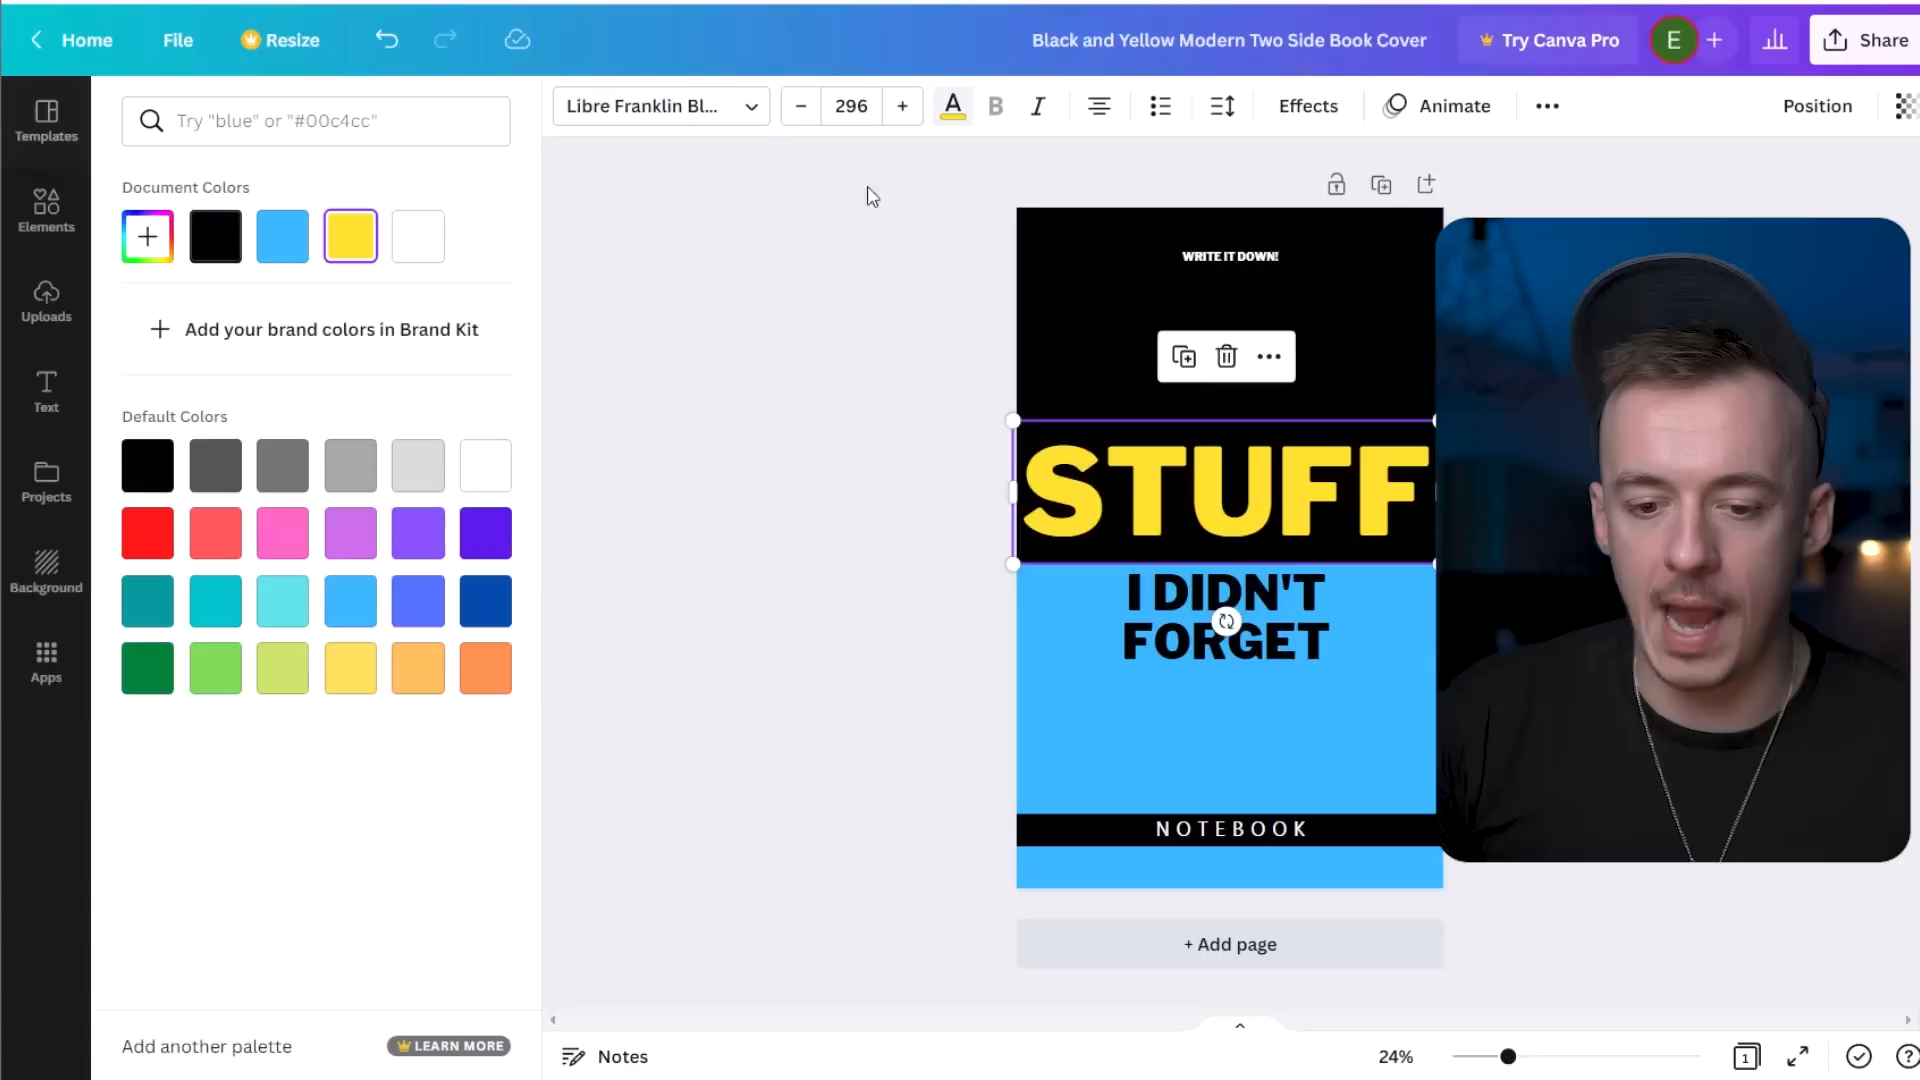 Home
File
Resize
Black and Yellow Modern Two Side Book Cover
Try Canva Pro
E
Share
Templates
Elements
Uploads
Text
Projects
Background
Apps
Try "blue" or "#00c4cc"
Document Colors
Add your brand colors in Brand Kit
Default Colors
Add another palette
LEARN MORE
Libre Franklin Bl...
296
A
B
I
Effects
Animate
Position
WRITE IT DOWN!
STUFF
I DIDN'T
FORGET
NOTEBOOK
+ Add page
Notes
24%
1
?